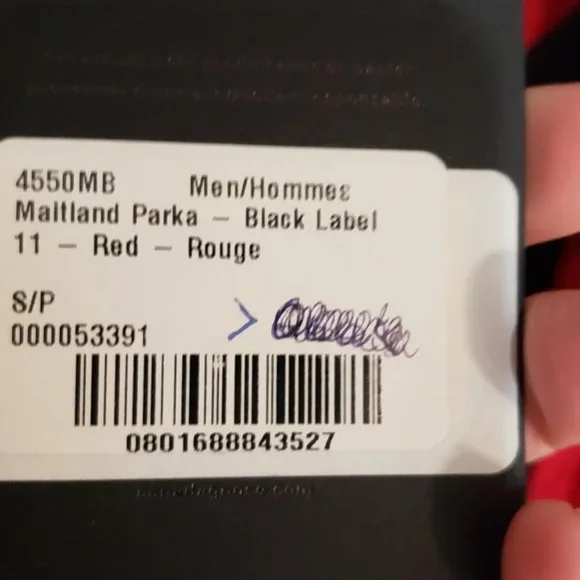 4550MB Men/Hommes
Maitland Parka – Black Label
11 – Red – Rouge
S/P
000053391 >
0801688843527